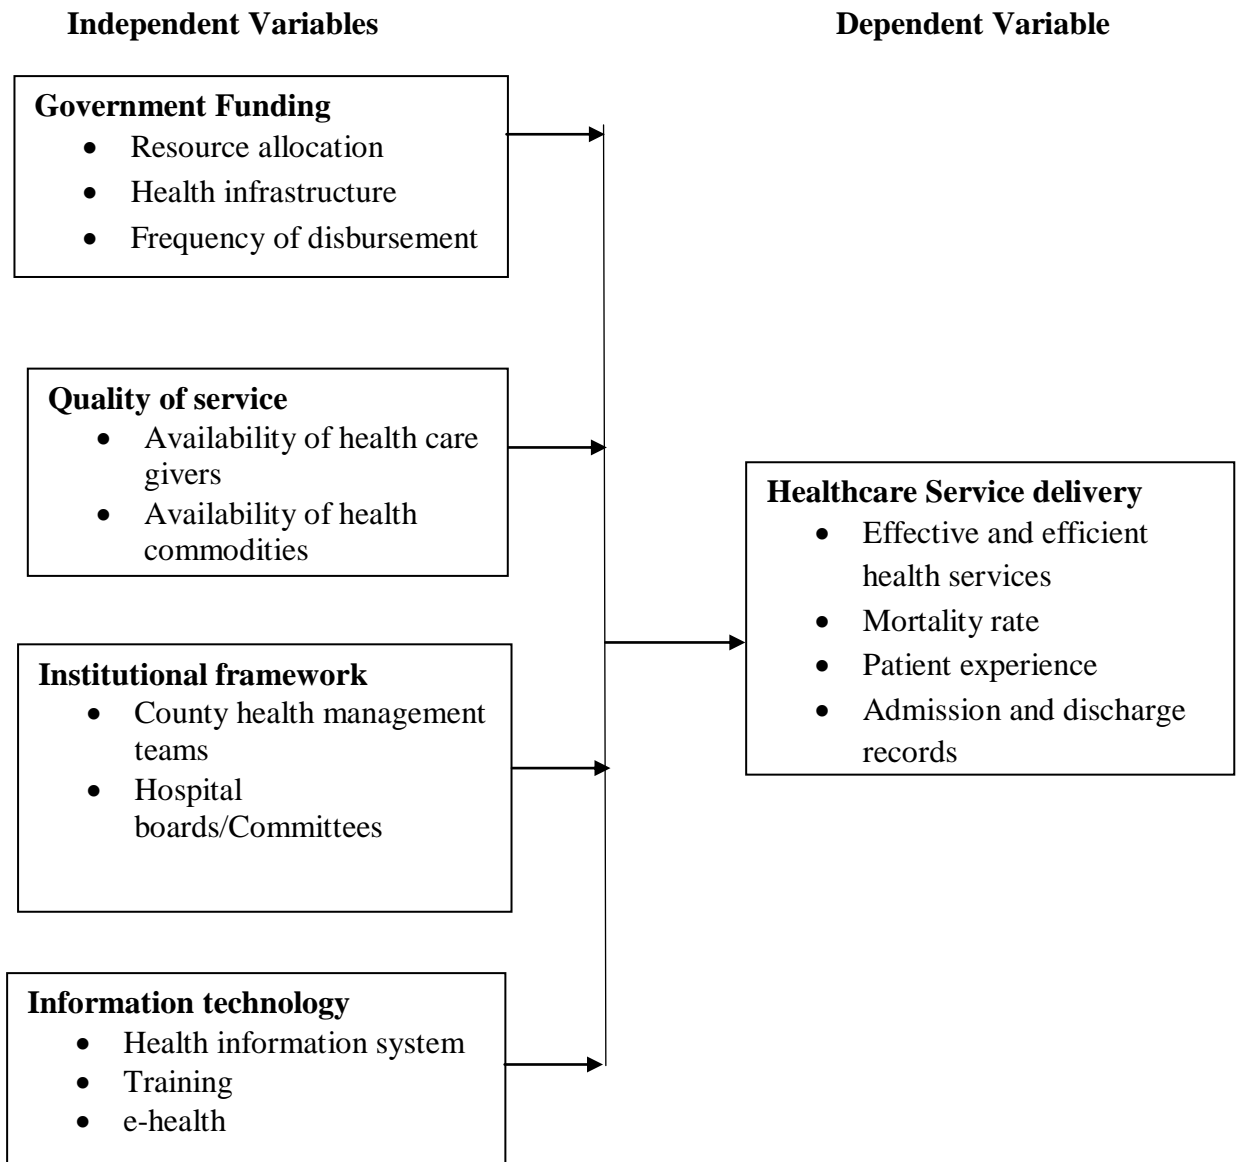 Independent Variables
Dependent Variable
Government Funding
• Resource allocation
• Health infrastructure
• Frequency of disbursement
Quality of service
• Availability of health care
givers
• Availability of health
commodities
Healthcare Service delivery
• Effective and efficient
health services
• Mortality rate
• Patient experience
• Admission and discharge
records
Institutional framework
• County health management
teams
• Hospital
boards/Committees
Information technology
• Health information system
• Training
• e-health